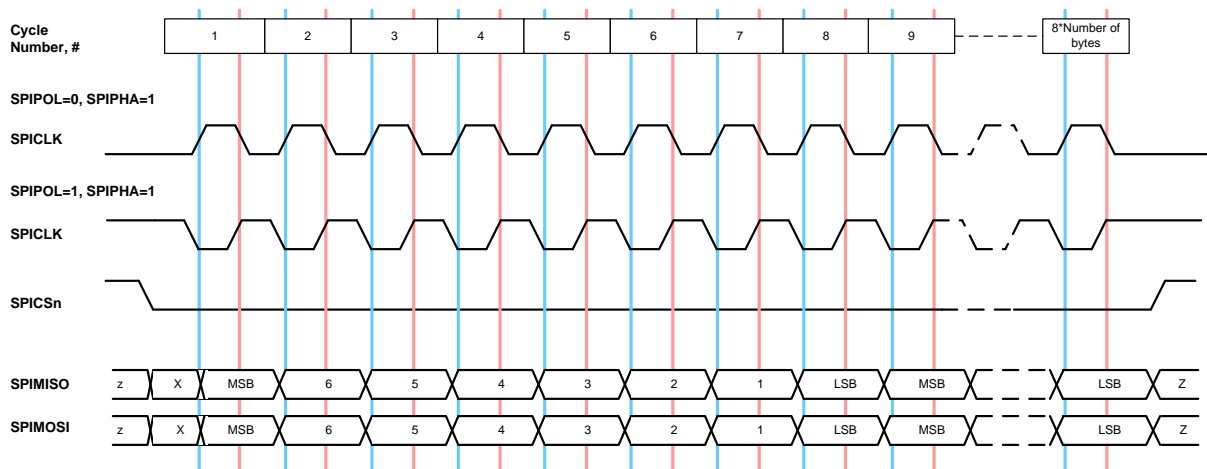 Cycle Number, # 1 2 3 4 5 6 7 8 9 8*Number of bytes
SPIPOL=0, SPIPHA=1
SPICLK
SPIPOL=1, SPIPHA=1
SPICLK
SPICSn
SPIMISO z X MSB 6 5 4 3 2 1 LSB MSB LSB Z
SPIMOSI z X MSB 6 5 4 3 2 1 LSB MSB LSB Z